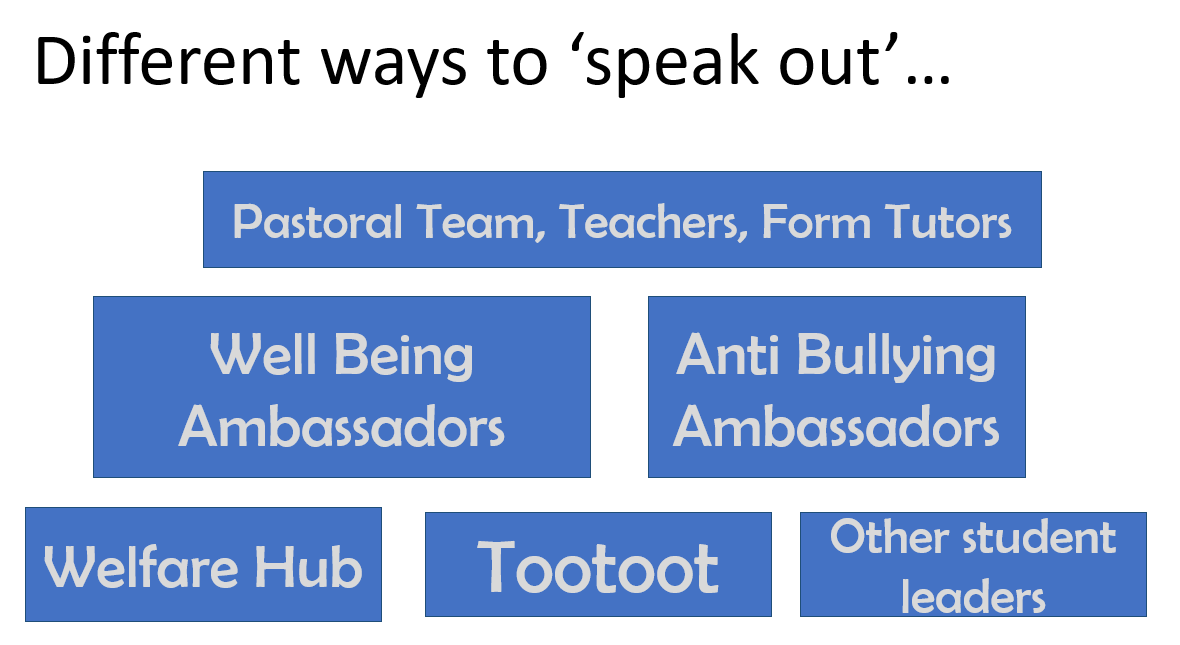 Different ways to ‘speak out’…
Pastoral Team, Teachers, Form Tutors
Well Being
Ambassadors
Anti Bullying
Ambassadors
Welfare Hub
Tootoot
Other student
leaders